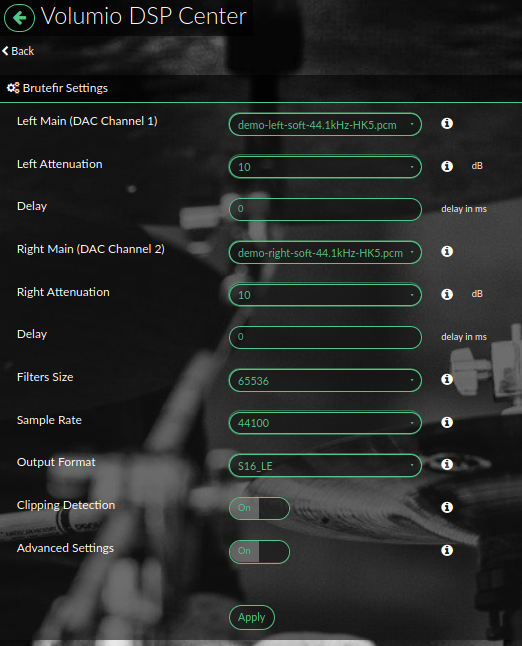 Volumio DSP Center
Back
Brutefir Settings
Left Main (DAC Channel 1) demo-left-soft-44.1kHz-HK5.pcm
Left Attenuation 10 dB
Delay 0 delay in ms
Right Main (DAC Channel 2) demo-right-soft-44.1kHz-HK5.pcm
Right Attenuation 10 dB
Delay 0 delay in ms
Filters Size 65536
Sample Rate 44100
Output Format S16_LE
Clipping Detection On
Advanced Settings On
Apply